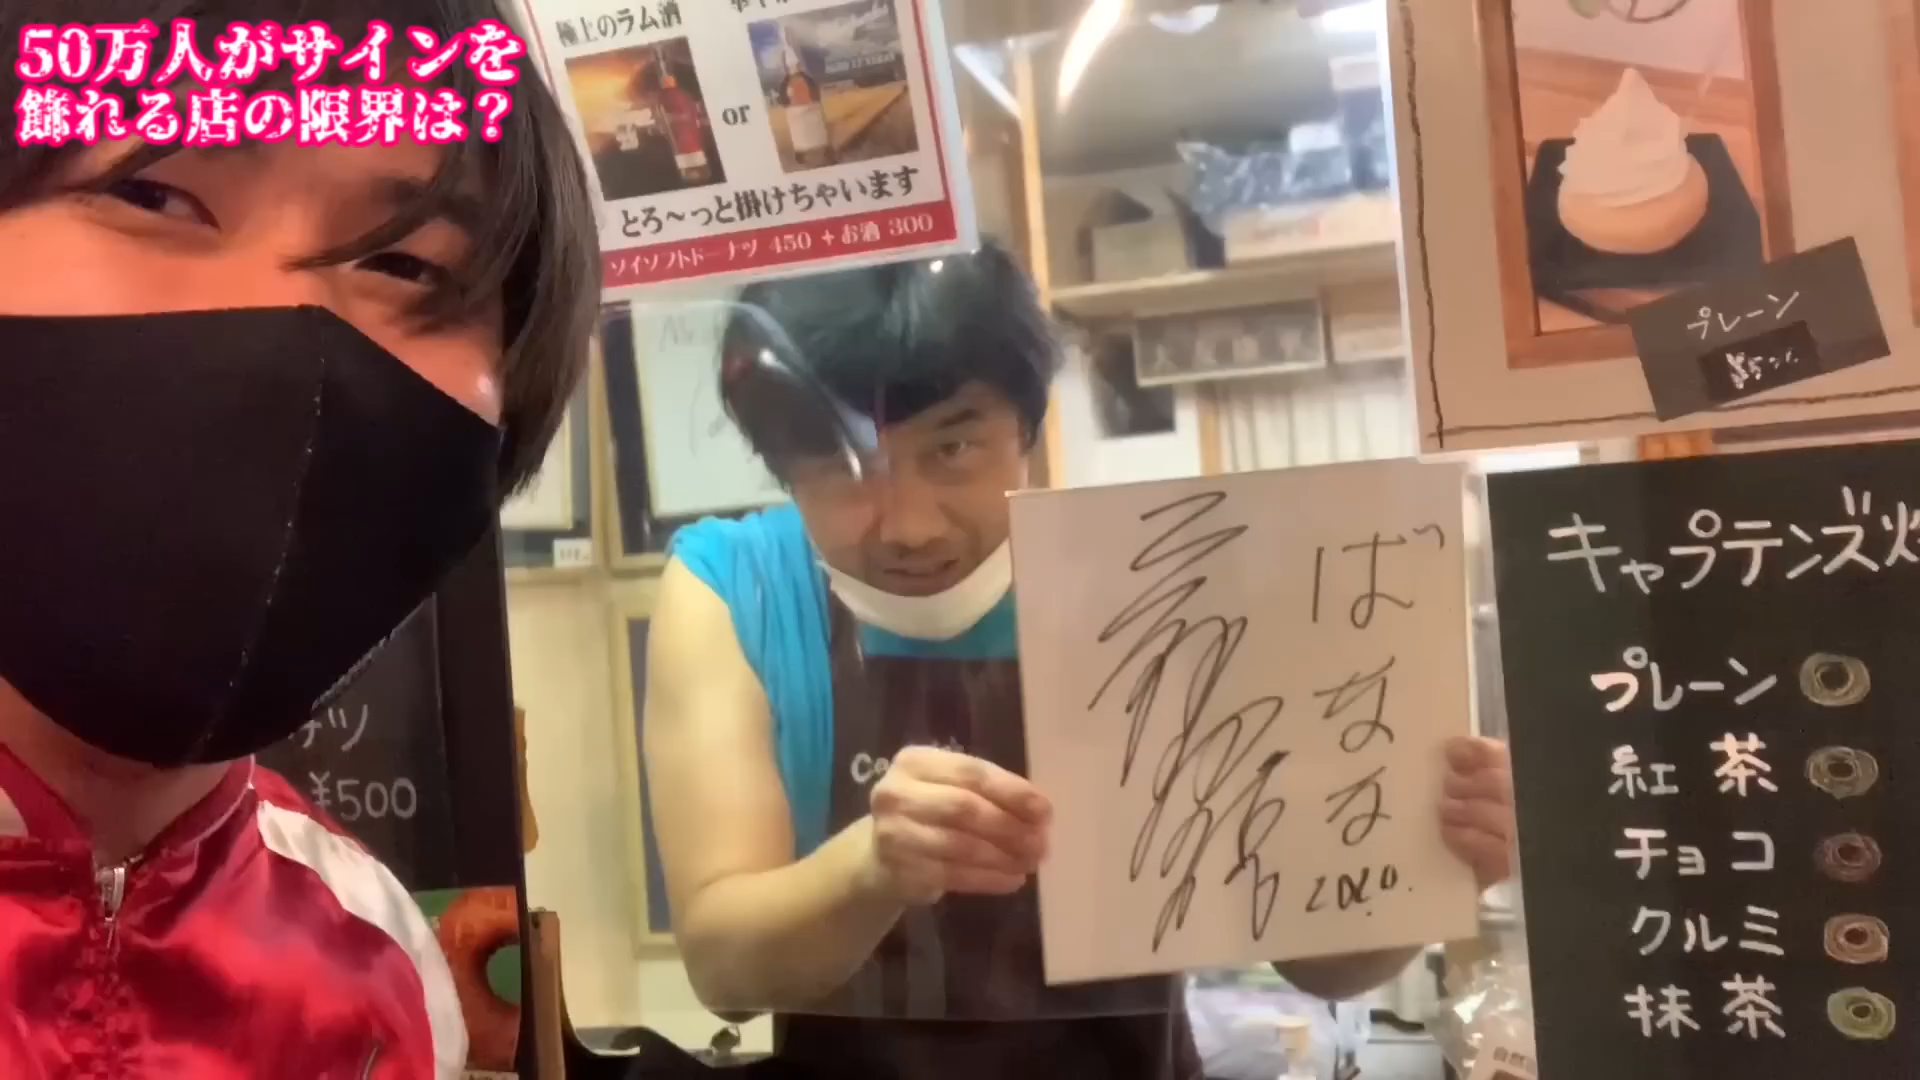 50万人がサインを
飾れる店の限界は？
極上のラム酒
or
とろ～っと掛けちゃいます
ソイソフトドーナツ 450 + お酒 300
プレーン
ばなな
2020.
キャプテンズ
プレーン
紅茶
チョコ
クルミ
抹茶
ナツ
¥500